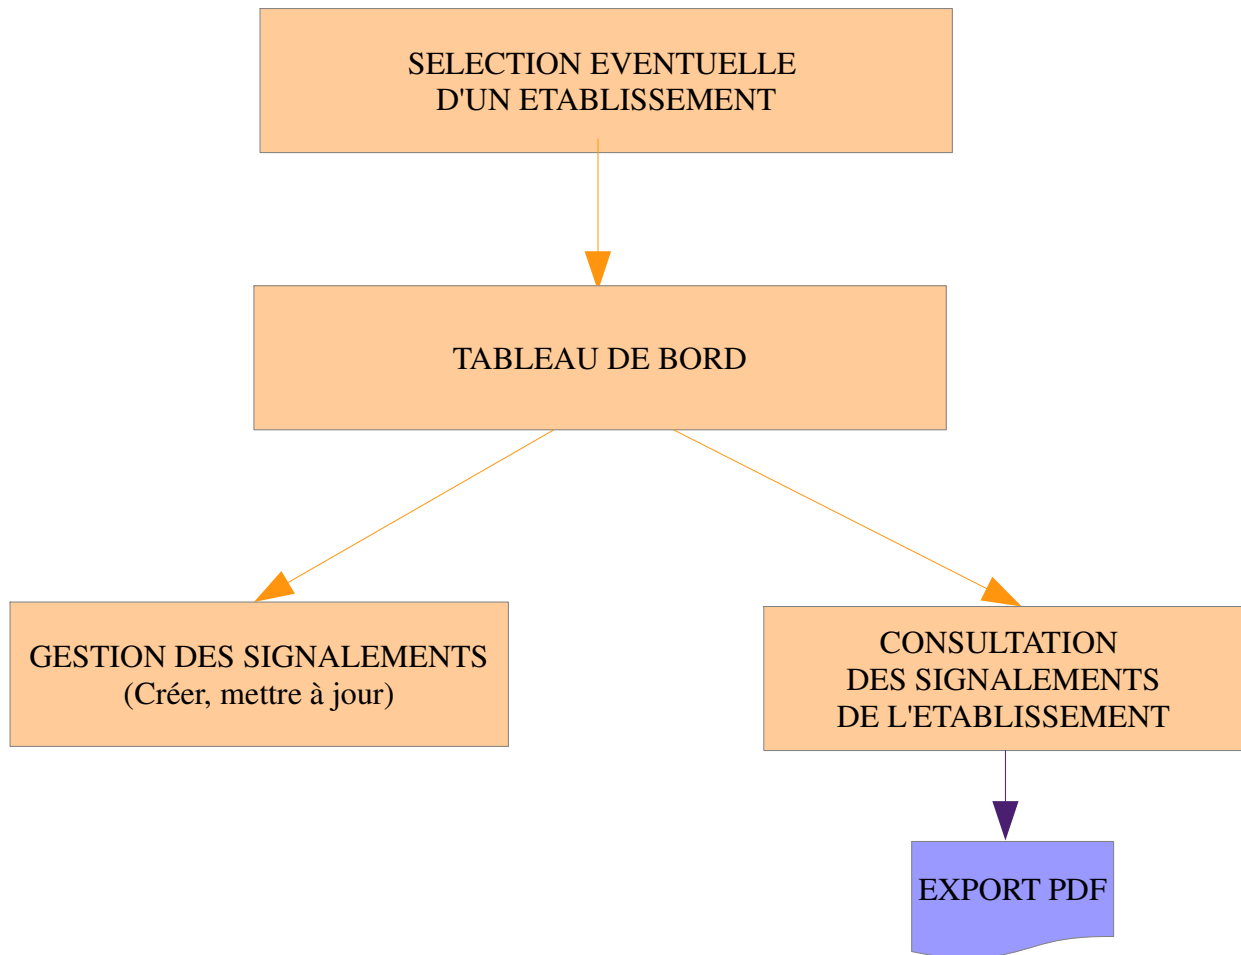 SELECTION EVENTUELLE
D'UN ETABLISSEMENT
TABLEAU DE BORD
GESTION DES SIGNALEMENTS
(Créer, mettre à jour)
CONSULTATION
DES SIGNALEMENTS
DE L'ETABLISSEMENT
EXPORT PDF